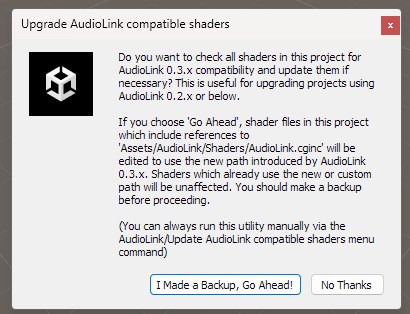 Upgrade AudioLink compatible shaders
Do you want to check all shaders in this project for
AudioLink 0.3.x compatibility and update them if
necessary? This is useful for upgrading projects using
AudioLink 0.2.x or below.
If you choose 'Go Ahead', shader files in this project
which include references to
'Assets/AudioLink/Shaders/AudioLink.cginc' will be
edited to use the new path introduced by AudioLink
0.3.x. Shaders which already use the new or custom
path will be unaffected. You should make a backup
before proceeding.
(You can always run this utility manually via the
AudioLink/Update AudioLink compatible shaders menu
command)
I Made a Backup, Go Ahead!
No Thanks